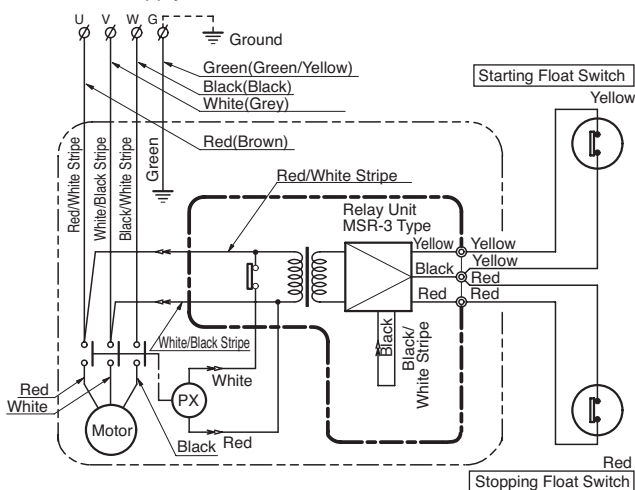 U V W G
Ground
Green(Green/Yellow)
Black(Black)
White(Grey)
Red(Brown)
Starting Float Switch
Yellow
Red/White Stripe
White/Black Stripe
Black/White Stripe
Green
Red/White Stripe
Relay Unit
MSR-3 Type
Yellow
Yellow
Yellow
Black
Red
Red
Red
White/Black Stripe
Black
Black/
White Stripe
Red
White
White
PX
Motor
Black
Red
Red
Stopping Float Switch